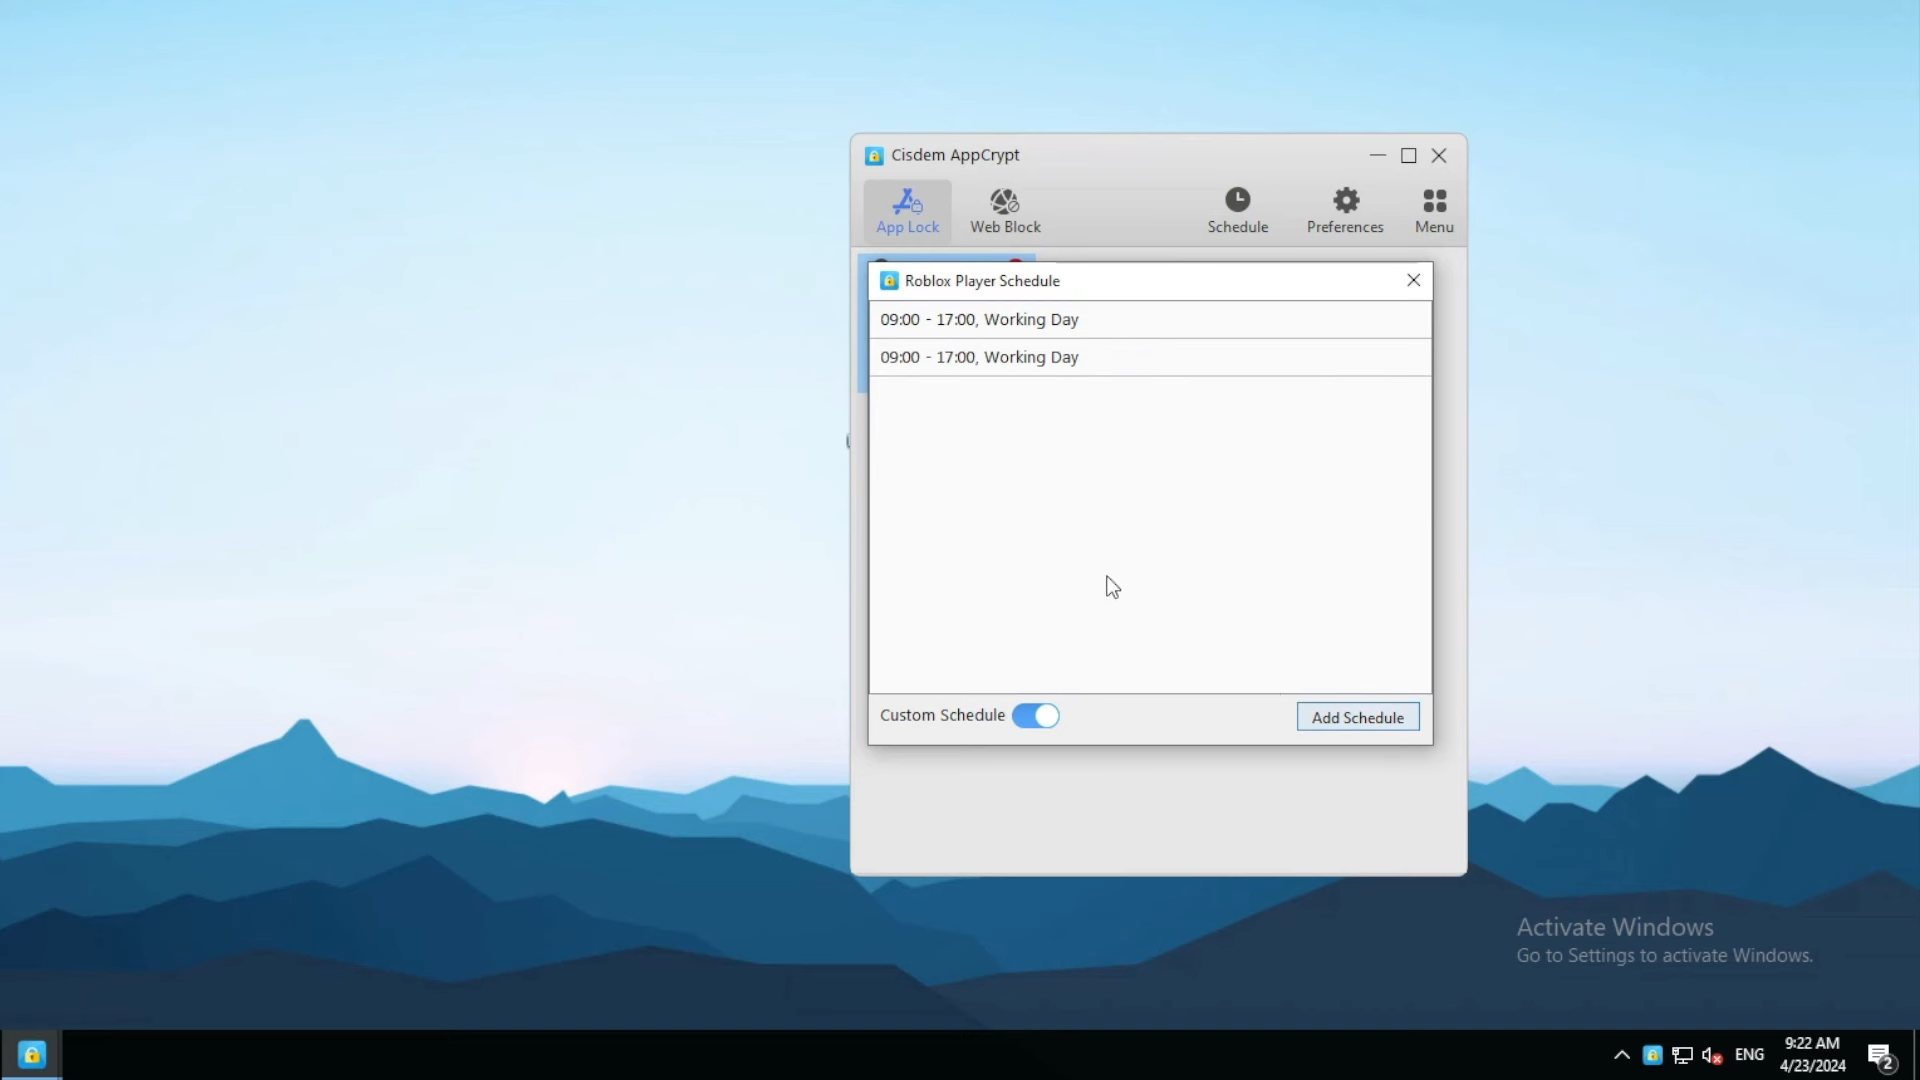 Cisdem AppCrypt
App Lock
Web Block
Schedule
Preferences
Menu
Roblox Player Schedule
09:00 - 17:00, Working Day
09:00 - 17:00, Working Day
Custom Schedule
Add Schedule
Activate Windows
Go to Settings to activate Windows.
ENG
9:22 AM
4/23/2024
2